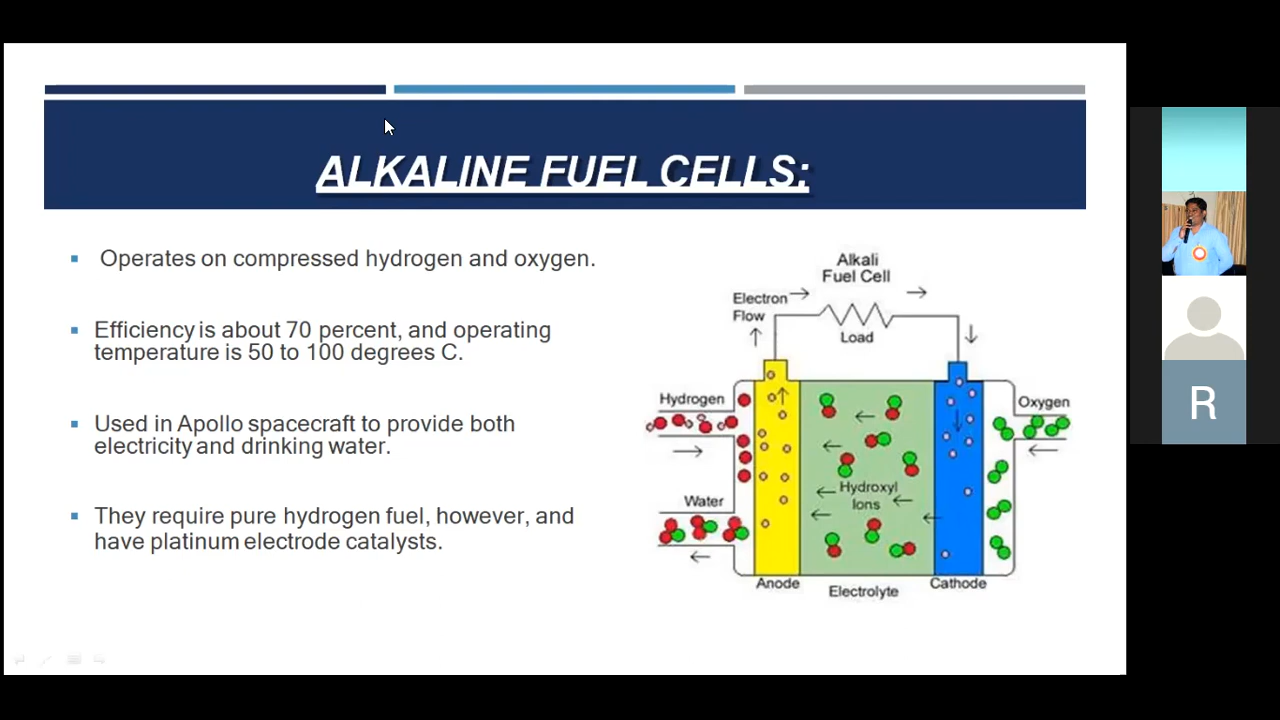 ALKALINE FUEL CELLS:
Operates on compressed hydrogen and oxygen.
Efficiency is about 70 percent, and operating
temperature is 50 to 100 degrees C.
Used in Apollo spacecraft to provide both
electricity and drinking water.
They require pure hydrogen fuel, however, and
have platinum electrode catalysts.
Alkali
Fuel Cell
Electron
Flow
Load
Hydrogen
Oxygen
Hydroxyl
Ions
Water
Anode
Electrolyte
Cathode
R